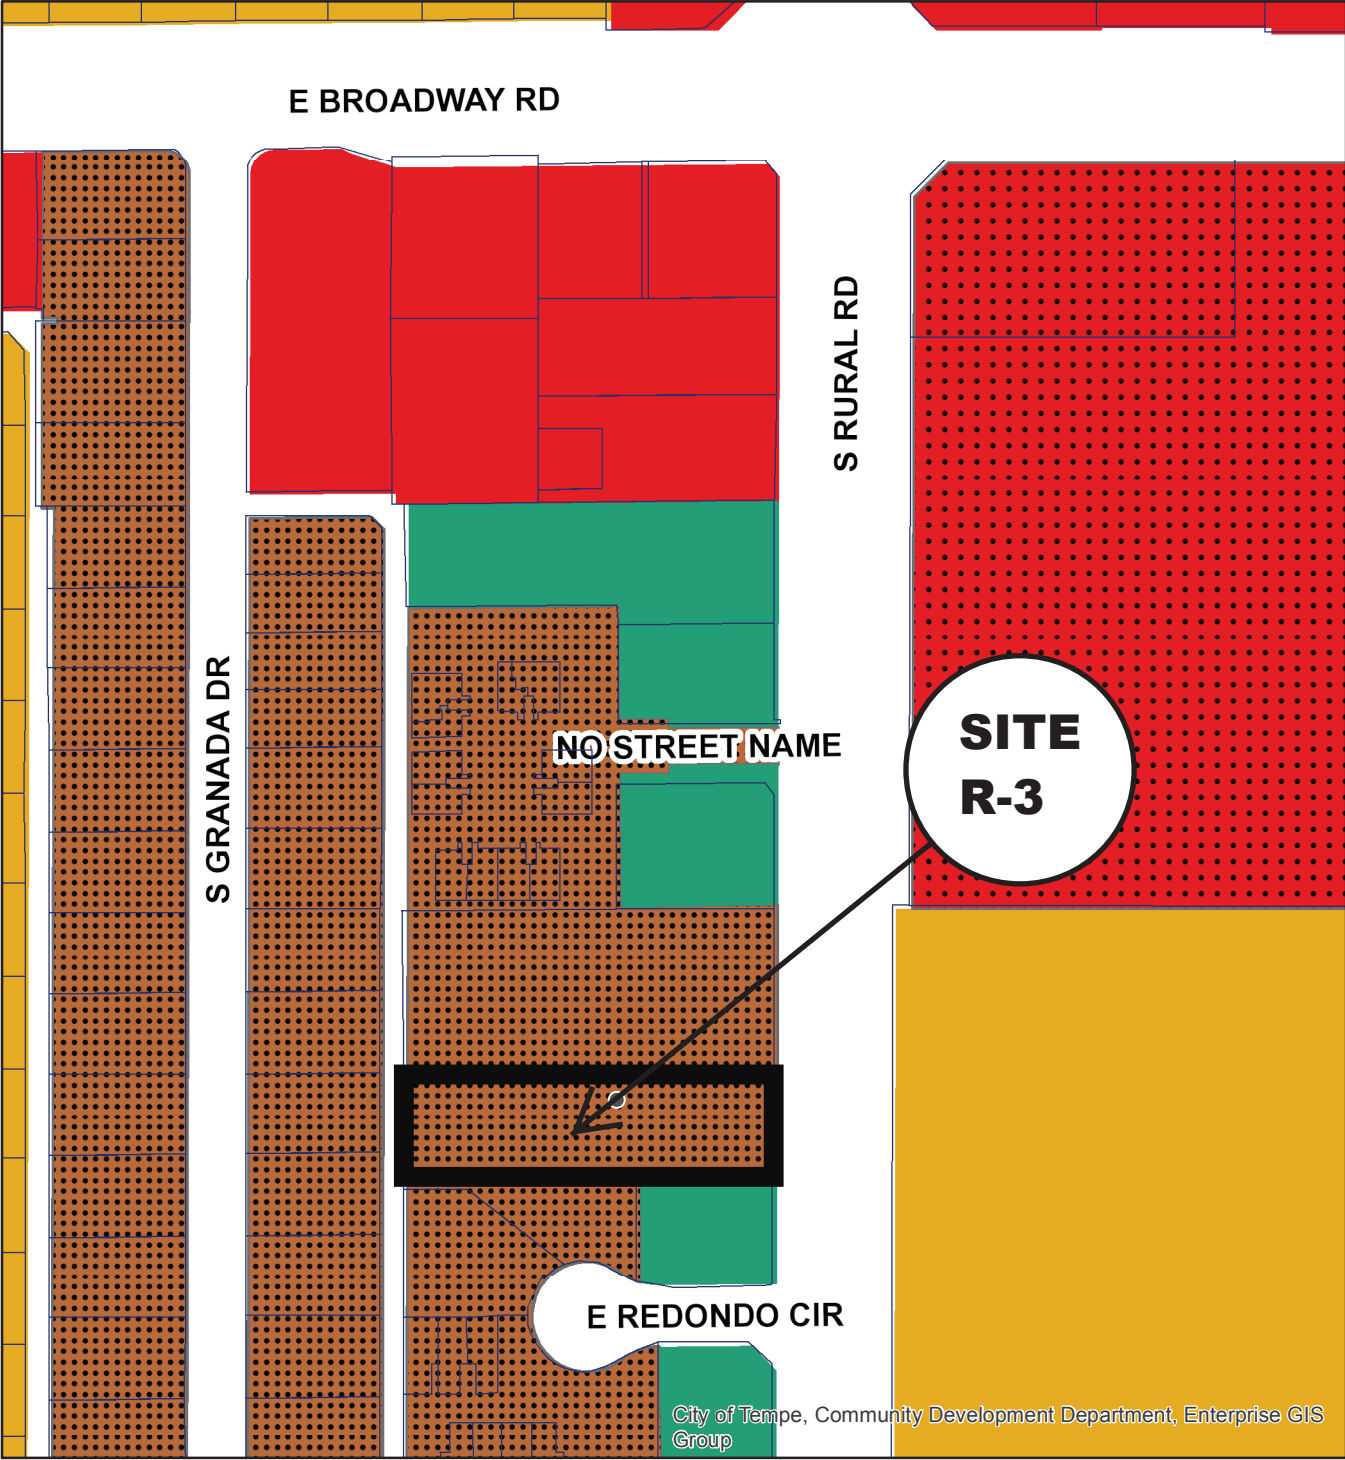 E BROADWAY RD
S RURAL RD
S GRANADA DR
SITE
R-3
NO STREET NAME
E REDONDO CIR
City of Tempe, Community Development Department, Enterprise GIS
Group